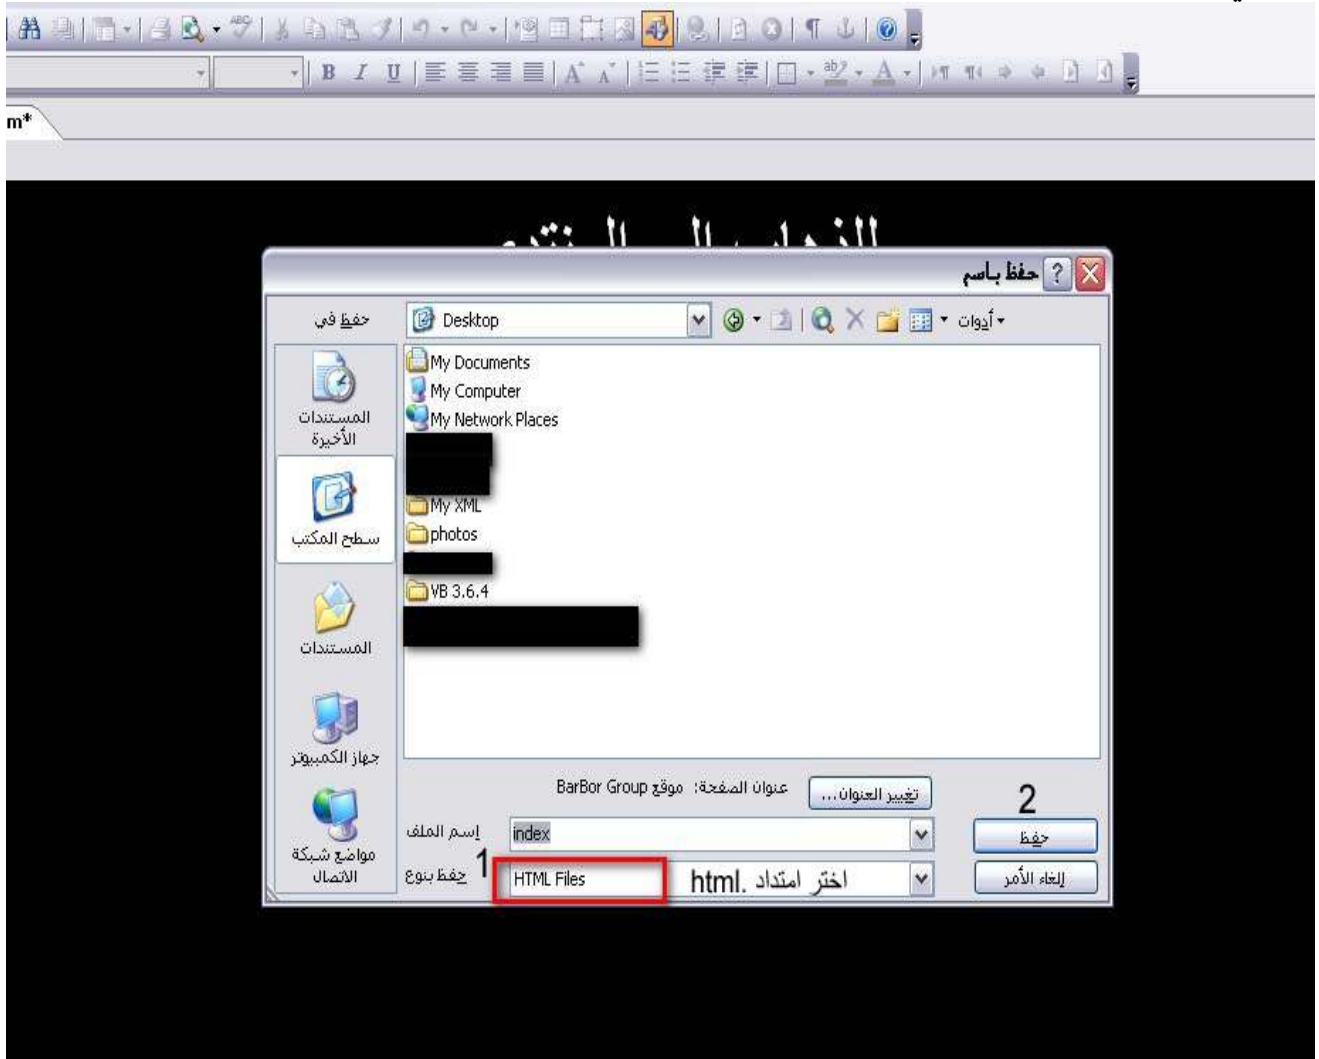 ABC
B I U
A A
ab
A
m*
حفظ باسم
حفظ في
Desktop
أدوات
My Documents
My Computer
My Network Places
My XML
photos
VB 3.6.4
المستندات
الأخيرة
سطح المكتب
المستندات
جهاز الكمبيوتر
مواضع شبكة
الاتصال
عنوان الصفحة: موقع BarBor Group
تغيير العنوان...
2
إسم الملف
index
حفظ
1
حفظ بنوع
HTML Files
اختر امتداد .html
إلغاء الأمر